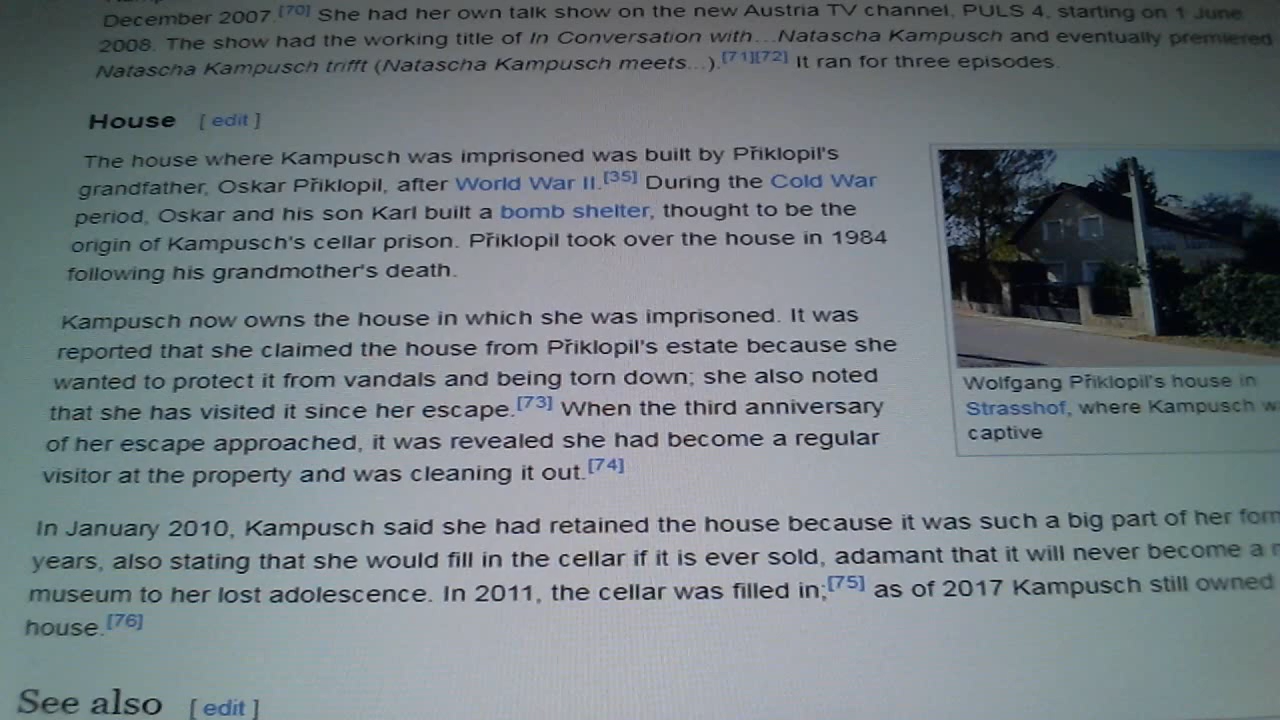 December 2007.[70] She had her own talk show on the new Austria TV channel, PULS 4, starting on 1 June
2008. The show had the working title of In Conversation with...Natascha Kampusch and eventually premiered
Natascha Kampusch trifft (Natascha Kampusch meets...).[71][72] It ran for three episodes.
House [ edit ]
The house where Kampusch was imprisoned was built by Přiklopil's
grandfather, Oskar Přiklopil, after World War II.[35] During the Cold War
period, Oskar and his son Karl built a bomb shelter, thought to be the
origin of Kampusch's cellar prison. Přiklopil took over the house in 1984
following his grandmother's death.
Kampusch now owns the house in which she was imprisoned. It was
reported that she claimed the house from Přiklopil's estate because she
wanted to protect it from vandals and being torn down; she also noted
that she has visited it since her escape.[73] When the third anniversary
of her escape approached, it was revealed she had become a regular
visitor at the property and was cleaning it out.[74]
Wolfgang Přiklopil's house in
Strasshof, where Kampusch
captive
In January 2010, Kampusch said she had retained the house because it was such a big part of her
years, also stating that she would fill in the cellar if it is ever sold, adamant that it will never become a
museum to her lost adolescence. In 2011, the cellar was filled in;[75] as of 2017 Kampusch still owned
house.[76]
See also [ edit ]